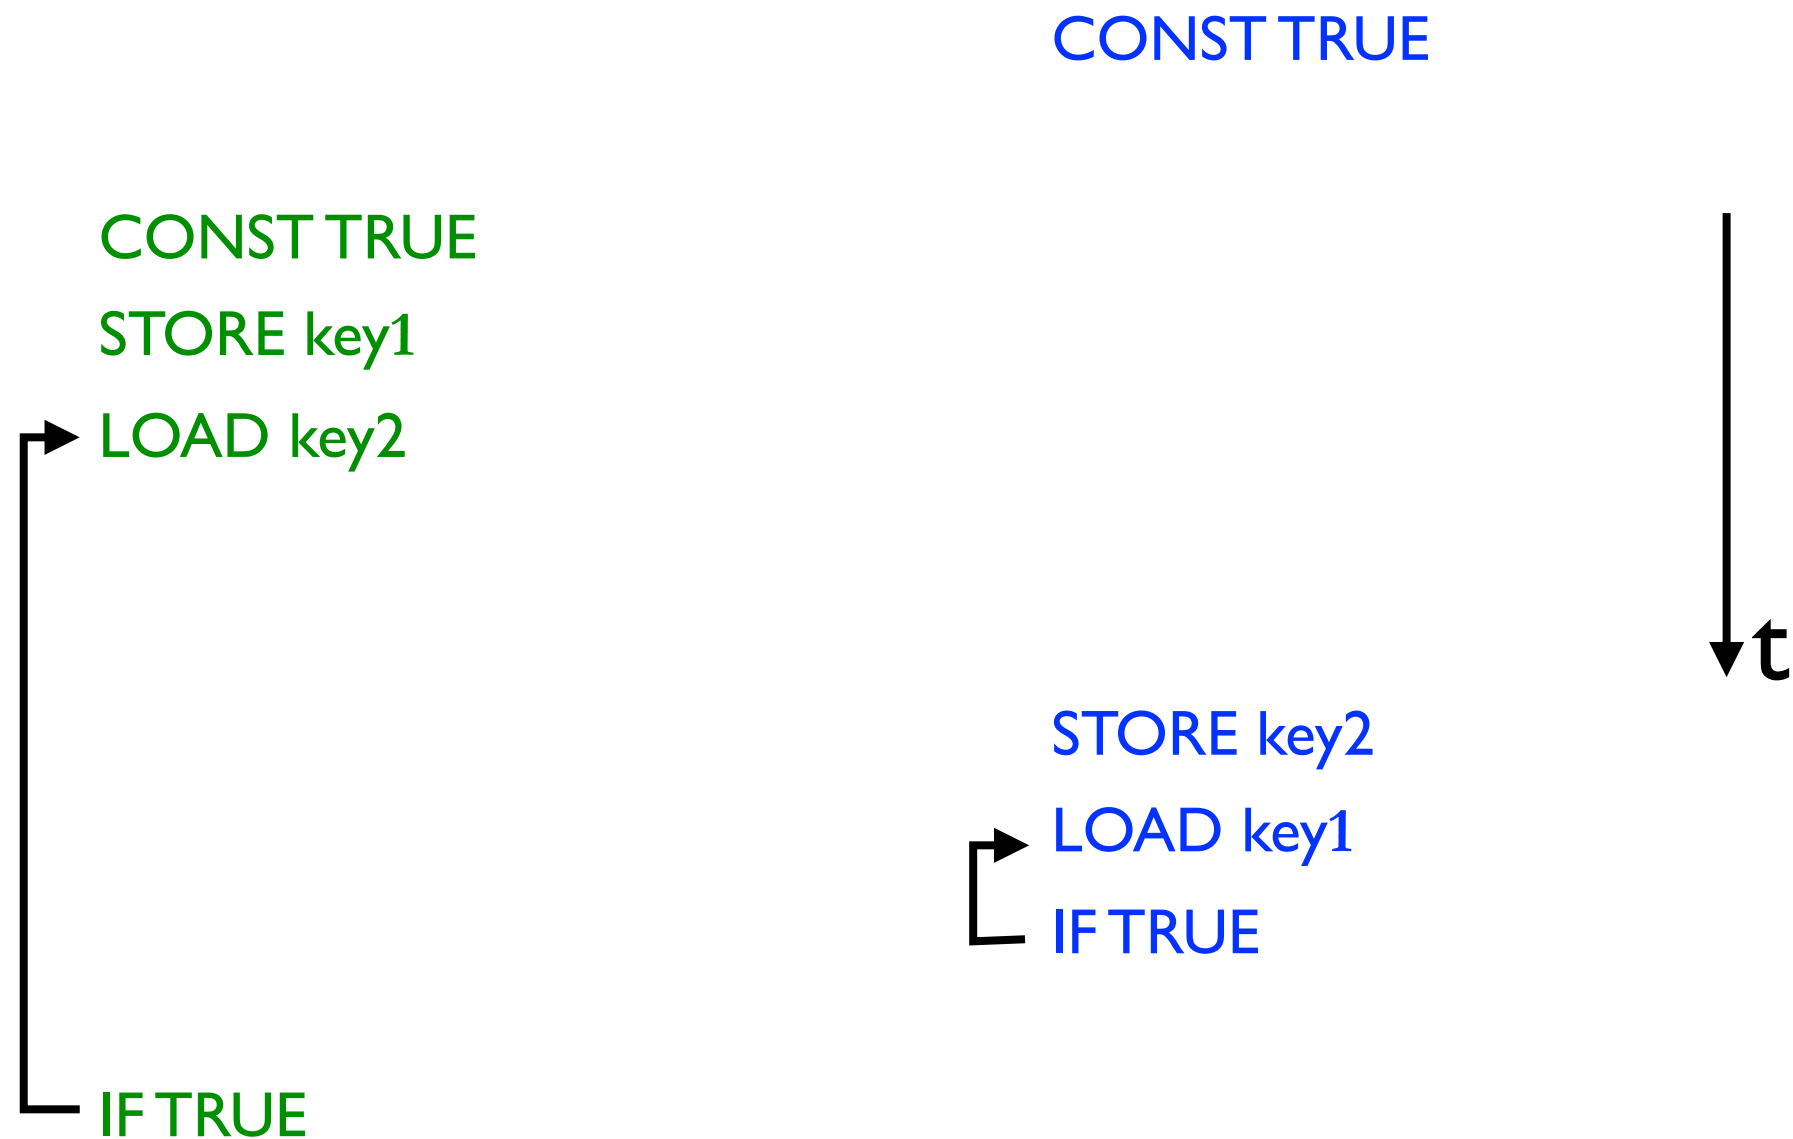 CONST TRUE
CONST TRUE
STORE key1
LOAD key2
t
STORE key2
LOAD key1
IF TRUE
IF TRUE